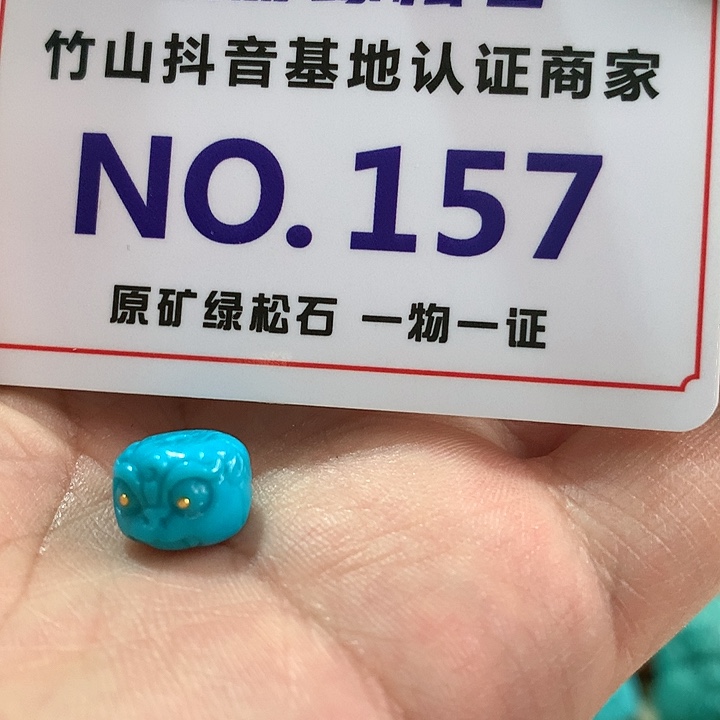 竹山抖音基地认证商家
NO.157
原矿绿松石 一物一证